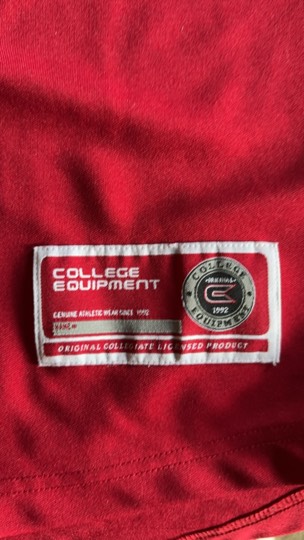 COLLEGE
EQUIPMENT
GENUINE ATHLETIC WEAR SINCE 1992
ORIGINAL COLLEGIATE LICENSED PRODUCT
COLLEGE
1992
EQUIPMENT